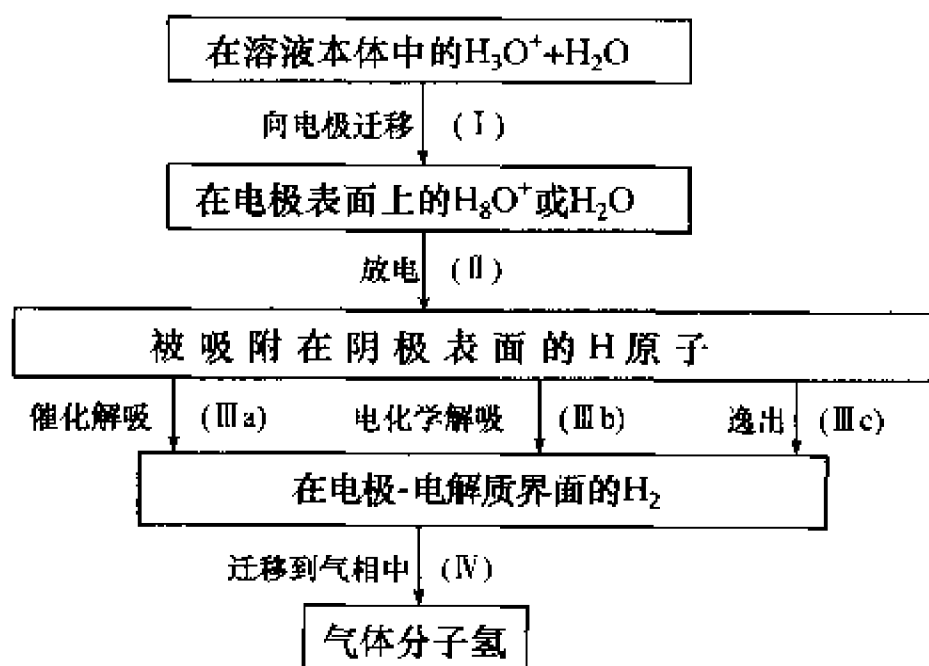 在溶液本体中的H₃O⁺+H₂O
向电极迁移 (Ⅰ)
在电极表面上的H₈O⁺或H₂O
放电 (Ⅱ)
被吸附在阴极表面的H原子
催化解吸 (Ⅲa) 电化学解吸 (Ⅲb) 逸出 (Ⅲc)
在电极-电解质界面的H₂
迁移到气相中 (Ⅳ)
气体分子氢